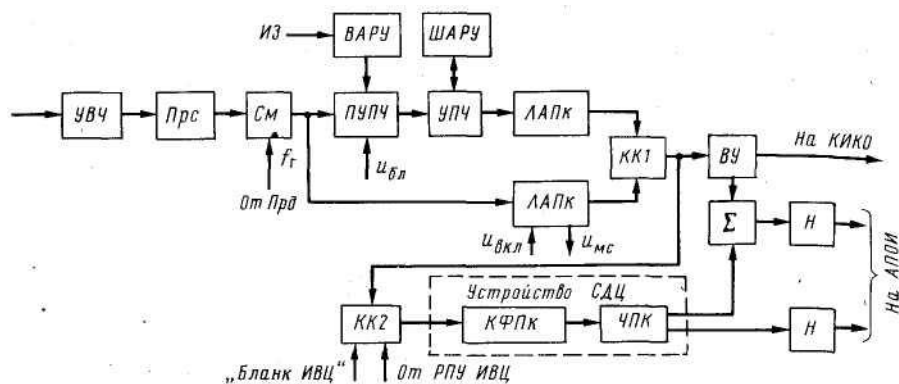 ИЗ
ВАРУ
ШАРУ
УВЧ
Прс
См
ПУПЧ
УПЧ
ЛАПк
На КИКО
КК1
ВУ
fг
uбл
От Прд
ЛАПк
Σ
Н
uвкл
uмс
На АПОИ
Устройство СДЦ
КК2
КФПк
ЧПК
Н
„Бланк ИВЦ“
От РПУ ИВЦ